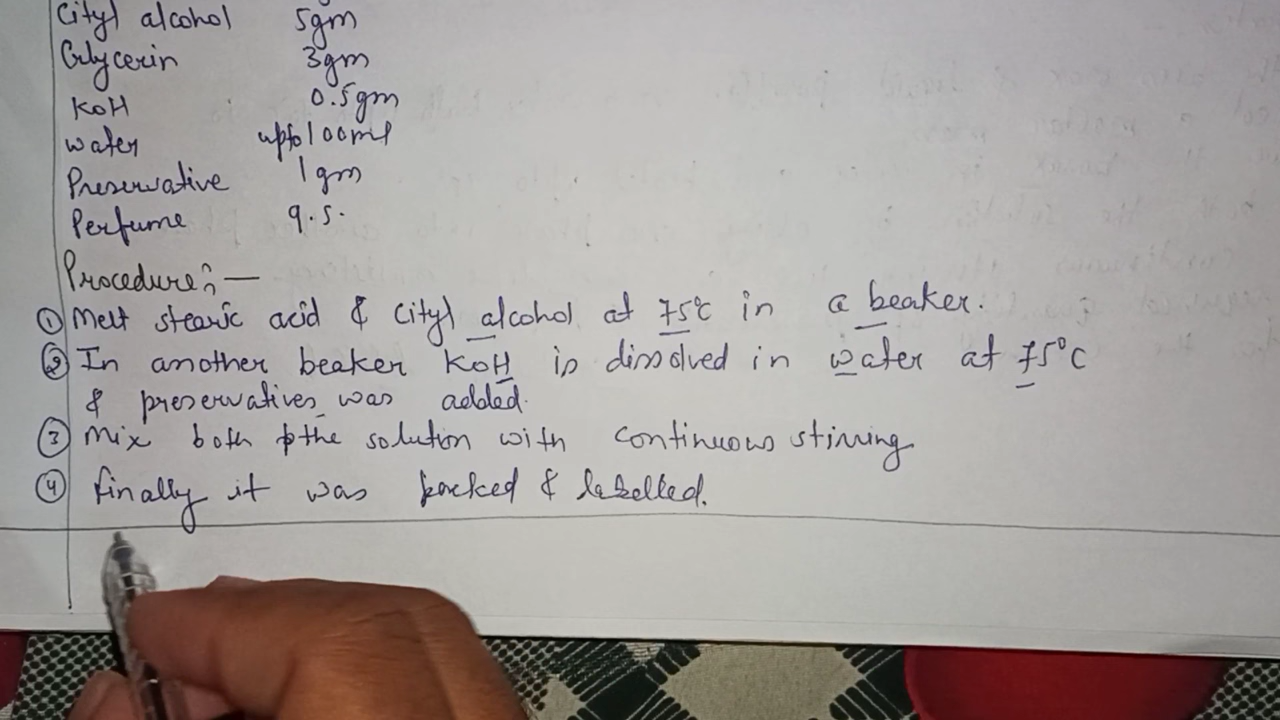 Cityl alcohol 5gm
Glycerin 3gm
KOH 0.5gm
water upto100ml
Preservative 1gm
Perfume q.s.
Procedure:—
① Melt stearic acid & Cityl alcohol at 75°c in a beaker.
② In another beaker KOH is dissolved in water at 75°C
& preservatives was added.
③ Mix both the solution with continuous stirring
④ finally it was packed & labelled.